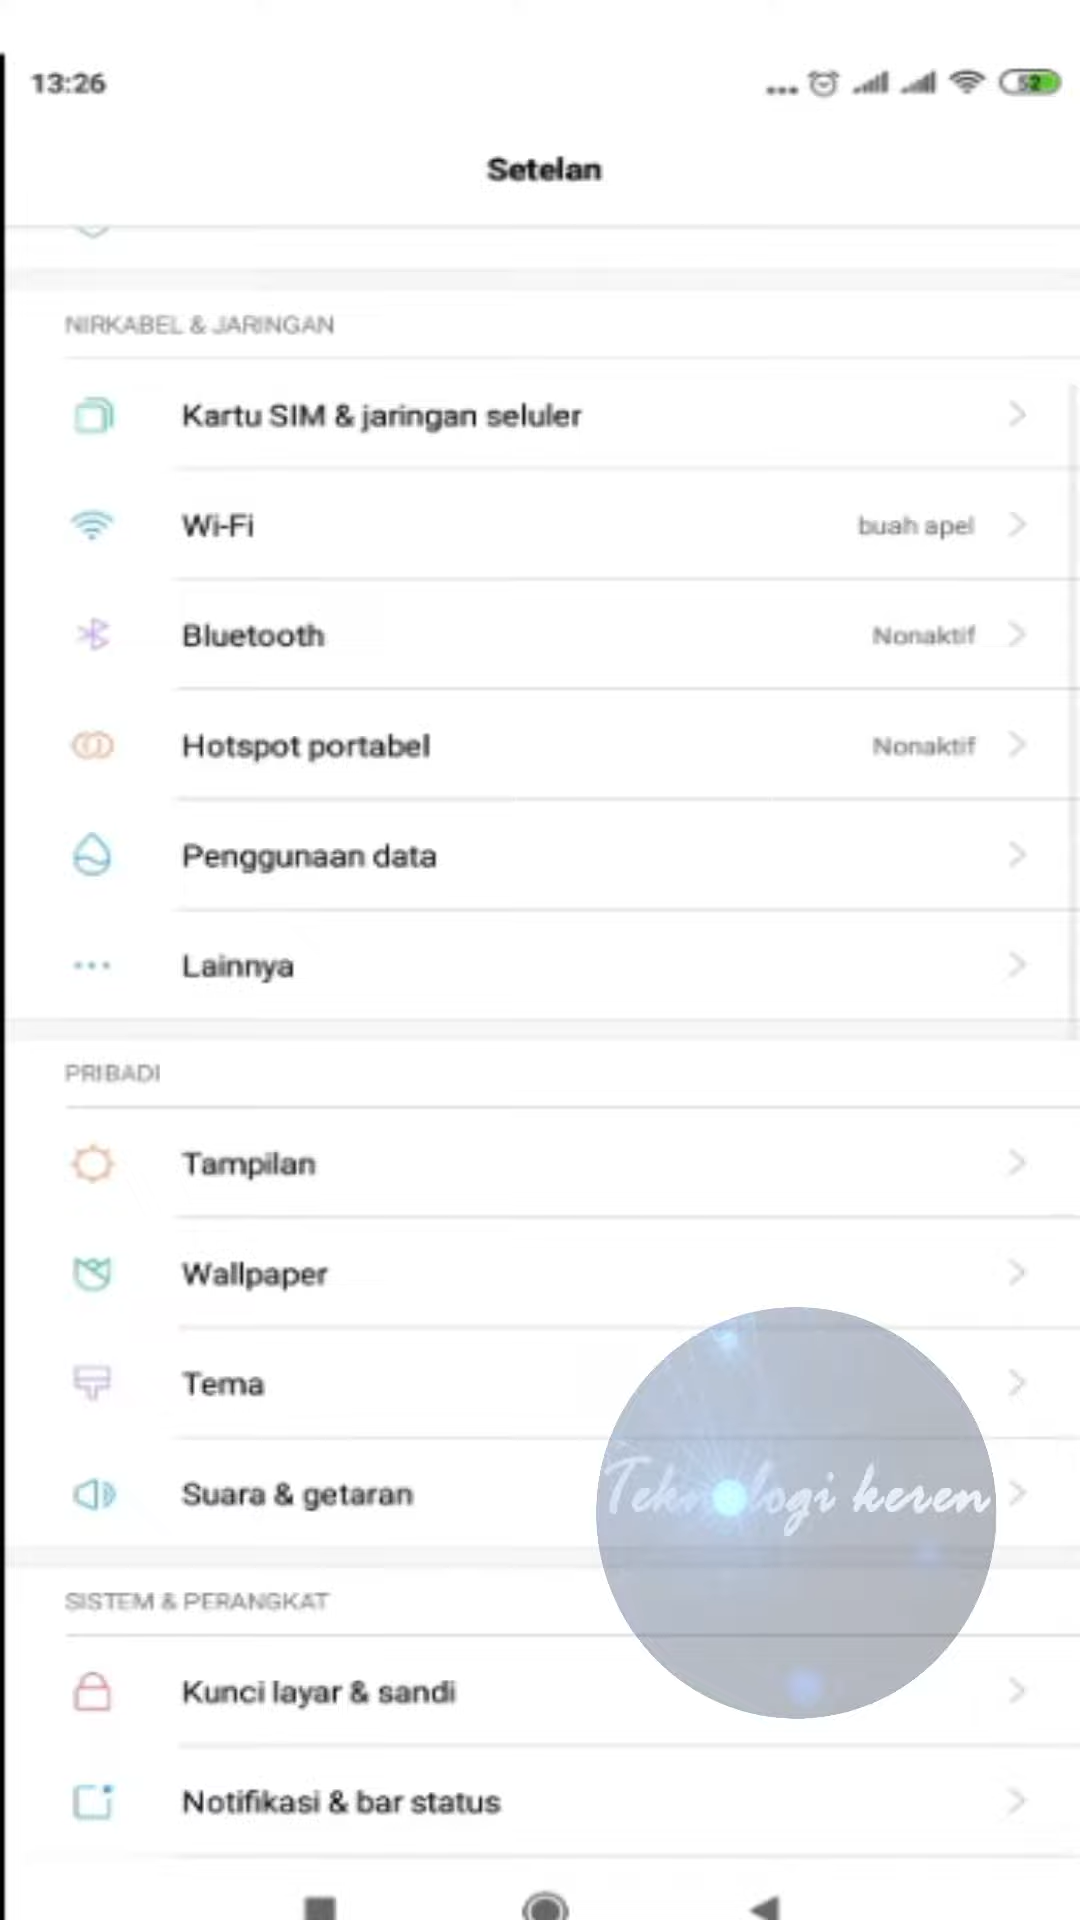 13:26
52
Setelan
NIRKABEL & JARINGAN
Kartu SIM & jaringan seluler
Wi-Fi
buah apel
Bluetooth
Nonaktif
Hotspot portabel
Nonaktif
Penggunaan data
Lainnya
PRIBADI
Tampilan
Wallpaper
Tema
Suara & getaran
Teknologi keren
SISTEM & PERANGKAT
Kunci layar & sandi
Notifikasi & bar status